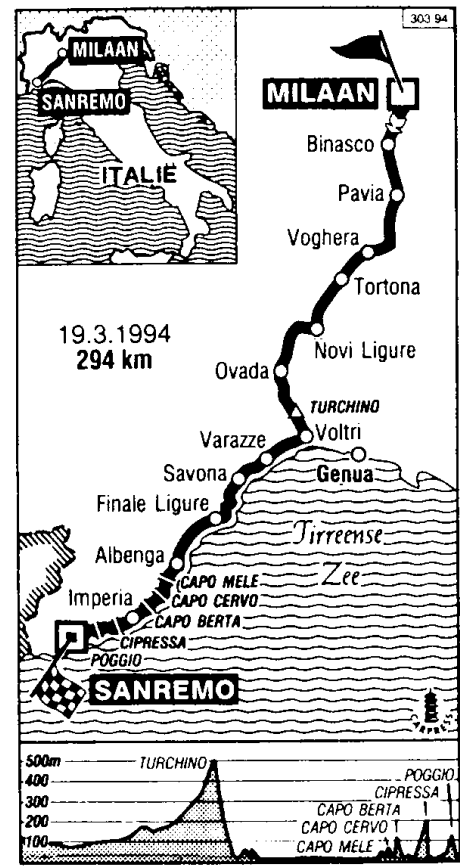 303 94
MILAAN
SANREMO
ITALIË
MILAAN
Binasco
Pavia
Voghera
Tortona
19.3.1994
294 km
Novi Ligure
Ovada
TURCHINO
Voltri
Varazze
Genua
Savona
Finale Ligure
Tirreense
Zee
Albenga
CAPO MELE
Imperia
CAPO CERVO
CAPO BERTA
CIPRESSA
POGGIO
SANREMO
CARPRESS
500m
TURCHINO
POGGIO
400
CIPRESSA
300
CAPO BERTA
200
CAPO CERVO
100
CAPO MELE